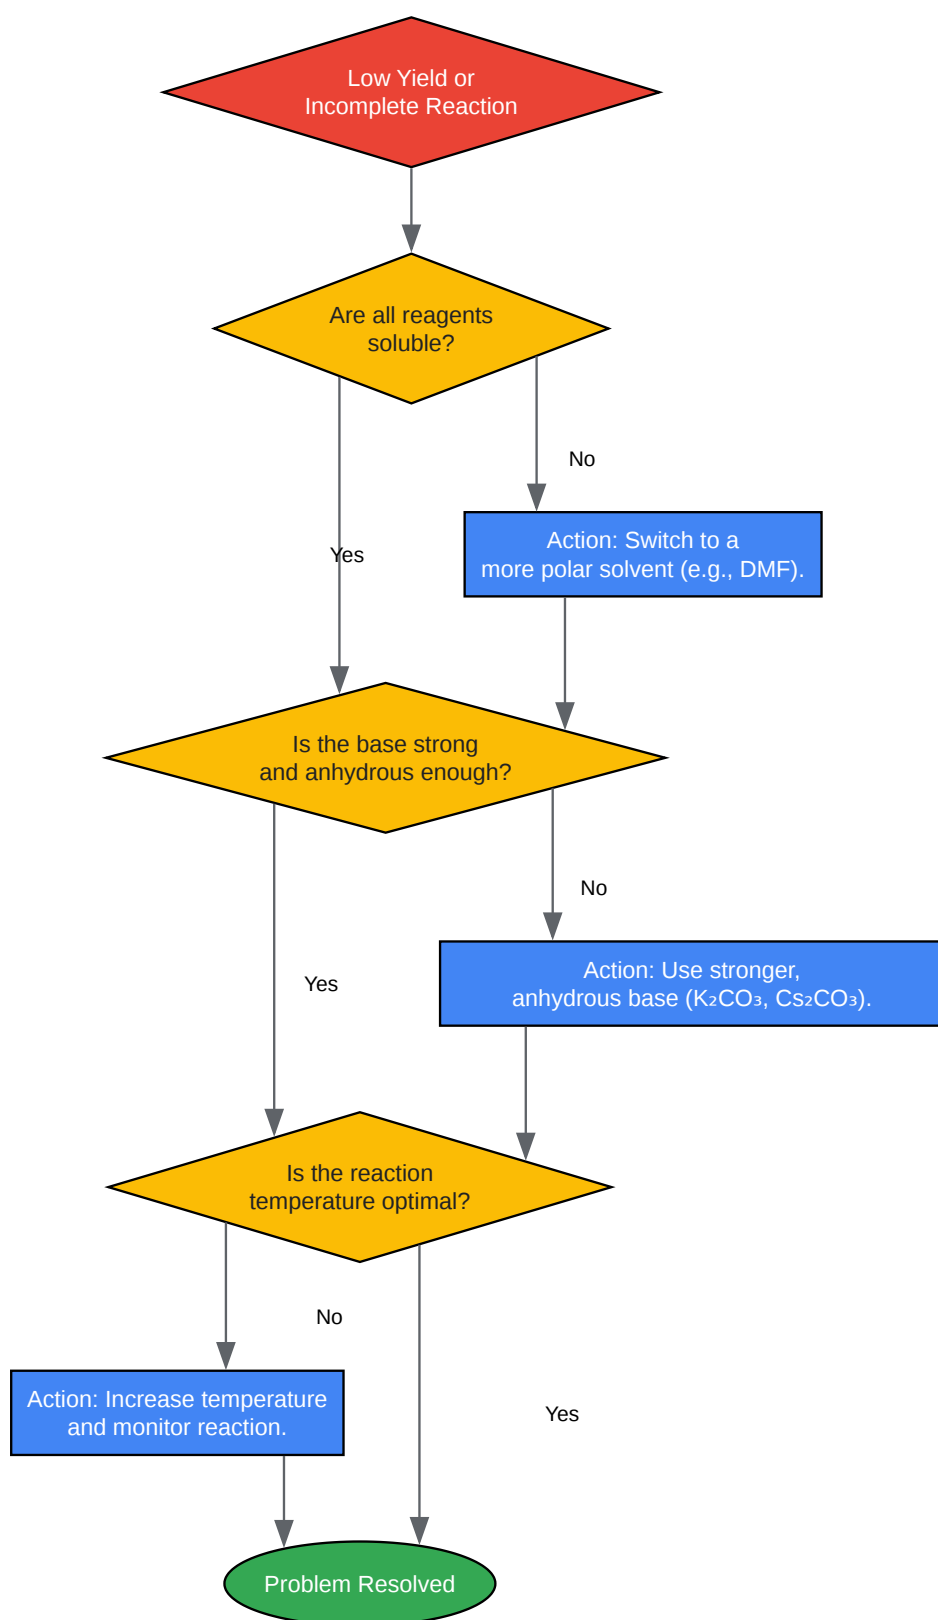 Low Yield or
Incomplete Reaction
Are all reagents
soluble?
No
Action: Switch to a
more polar solvent (e.g., DMF).
Yes
Is the base strong
and anhydrous enough?
No
Action: Use stronger,
anhydrous base (K₂CO₃, Cs₂CO₃).
Yes
Is the reaction
temperature optimal?
No
Action: Increase temperature
and monitor reaction.
Yes
Problem Resolved